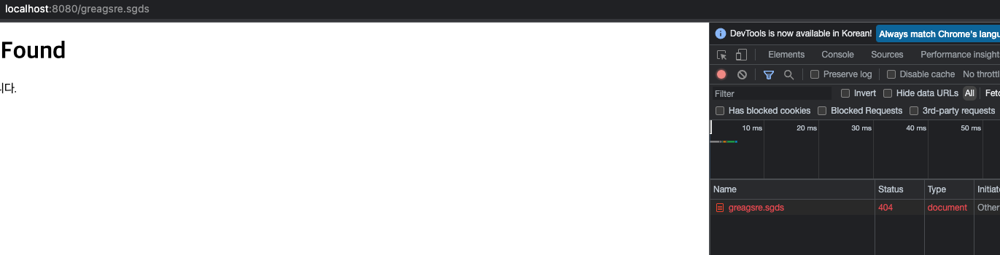 localhost:8080/greagsre.sgds
Found
니다.
DevTools is now available in Korean! Always match Chrome's langu
Elements Console Sources Performance insight
Preserve log Disable cache No thrott
Filter Invert Hide data URLs All Fetc
Has blocked cookies Blocked Requests 3rd-party requests
10 ms 20 ms 30 ms 40 ms 50 ms
Name Status Type Initiat
greagsre.sgds 404 document Other